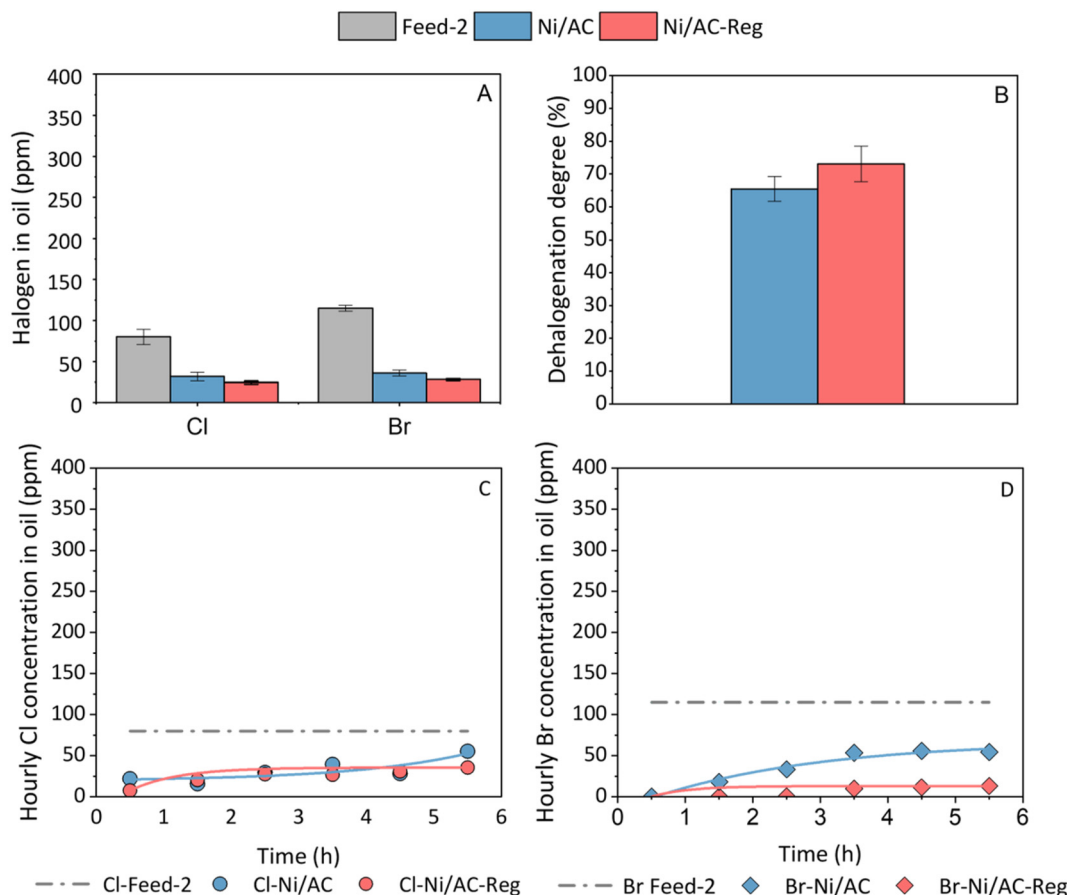 Feed-2 Ni/AC Ni/AC-Reg
A
Halogen in oil (ppm)
400
350
300
250
200
150
100
50
0
Cl Br
B
Dehalogenation degree (%)
100
90
80
70
60
50
40
30
20
10
0
C
Hourly Cl concentration in oil (ppm)
400
350
300
250
200
150
100
50
0
0 1 2 3 4 5 6
Time (h)
D
Hourly Br concentration in oil (ppm)
400
350
300
250
200
150
100
50
0
0 1 2 3 4 5 6
Time (h)
Cl-Feed-2 Cl-Ni/AC Cl-Ni/AC-Reg
Br Feed-2 Br-Ni/AC Br-Ni/AC-Reg